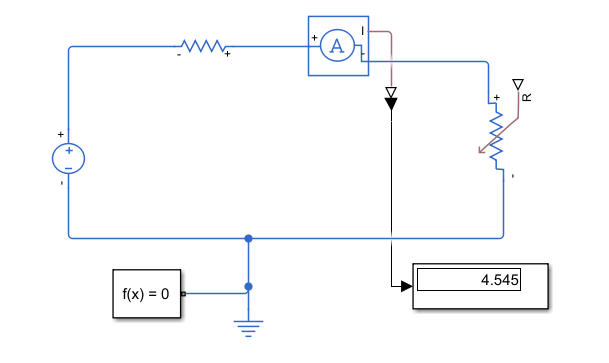 +
I
A
-
-
+
+
R
+
+
-
-
-
f(x) = 0
4.545